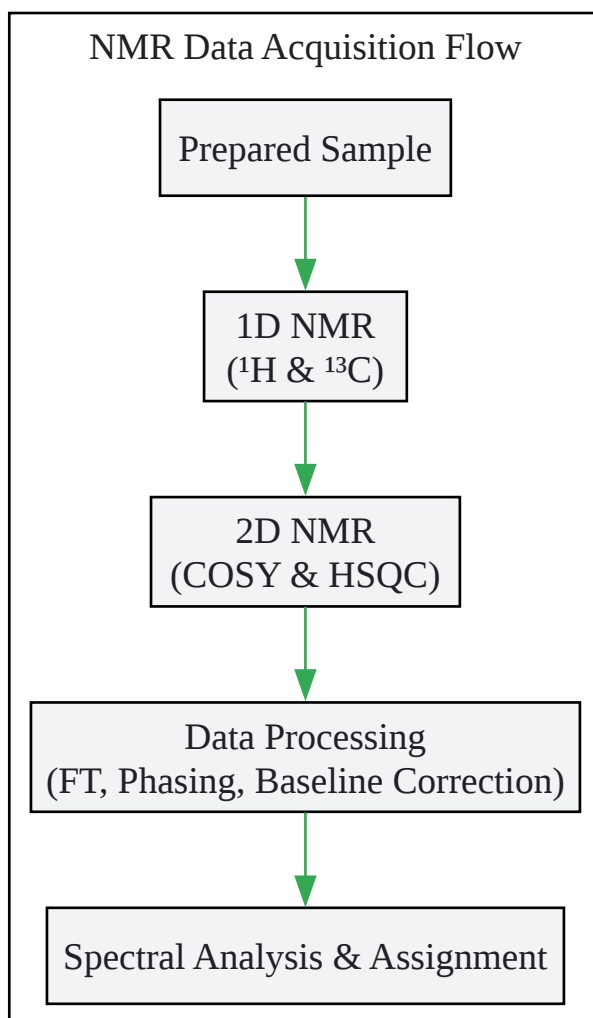 NMR Data Acquisition Flow
Prepared Sample
1D NMR
(¹H & ¹³C)
2D NMR
(COSY & HSQC)
Data Processing
(FT, Phasing, Baseline Correction)
Spectral Analysis & Assignment